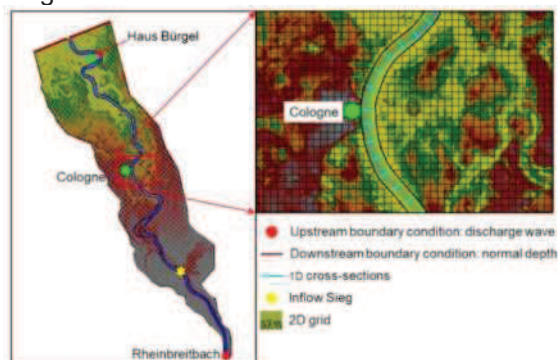 Haus Bürgel
Cologne
Rheinbreitbach
Cologne
Upstream boundary condition: discharge wave
Downstream boundary condition: normal depth
1D cross-sections
Inflow Sieg
2D grid